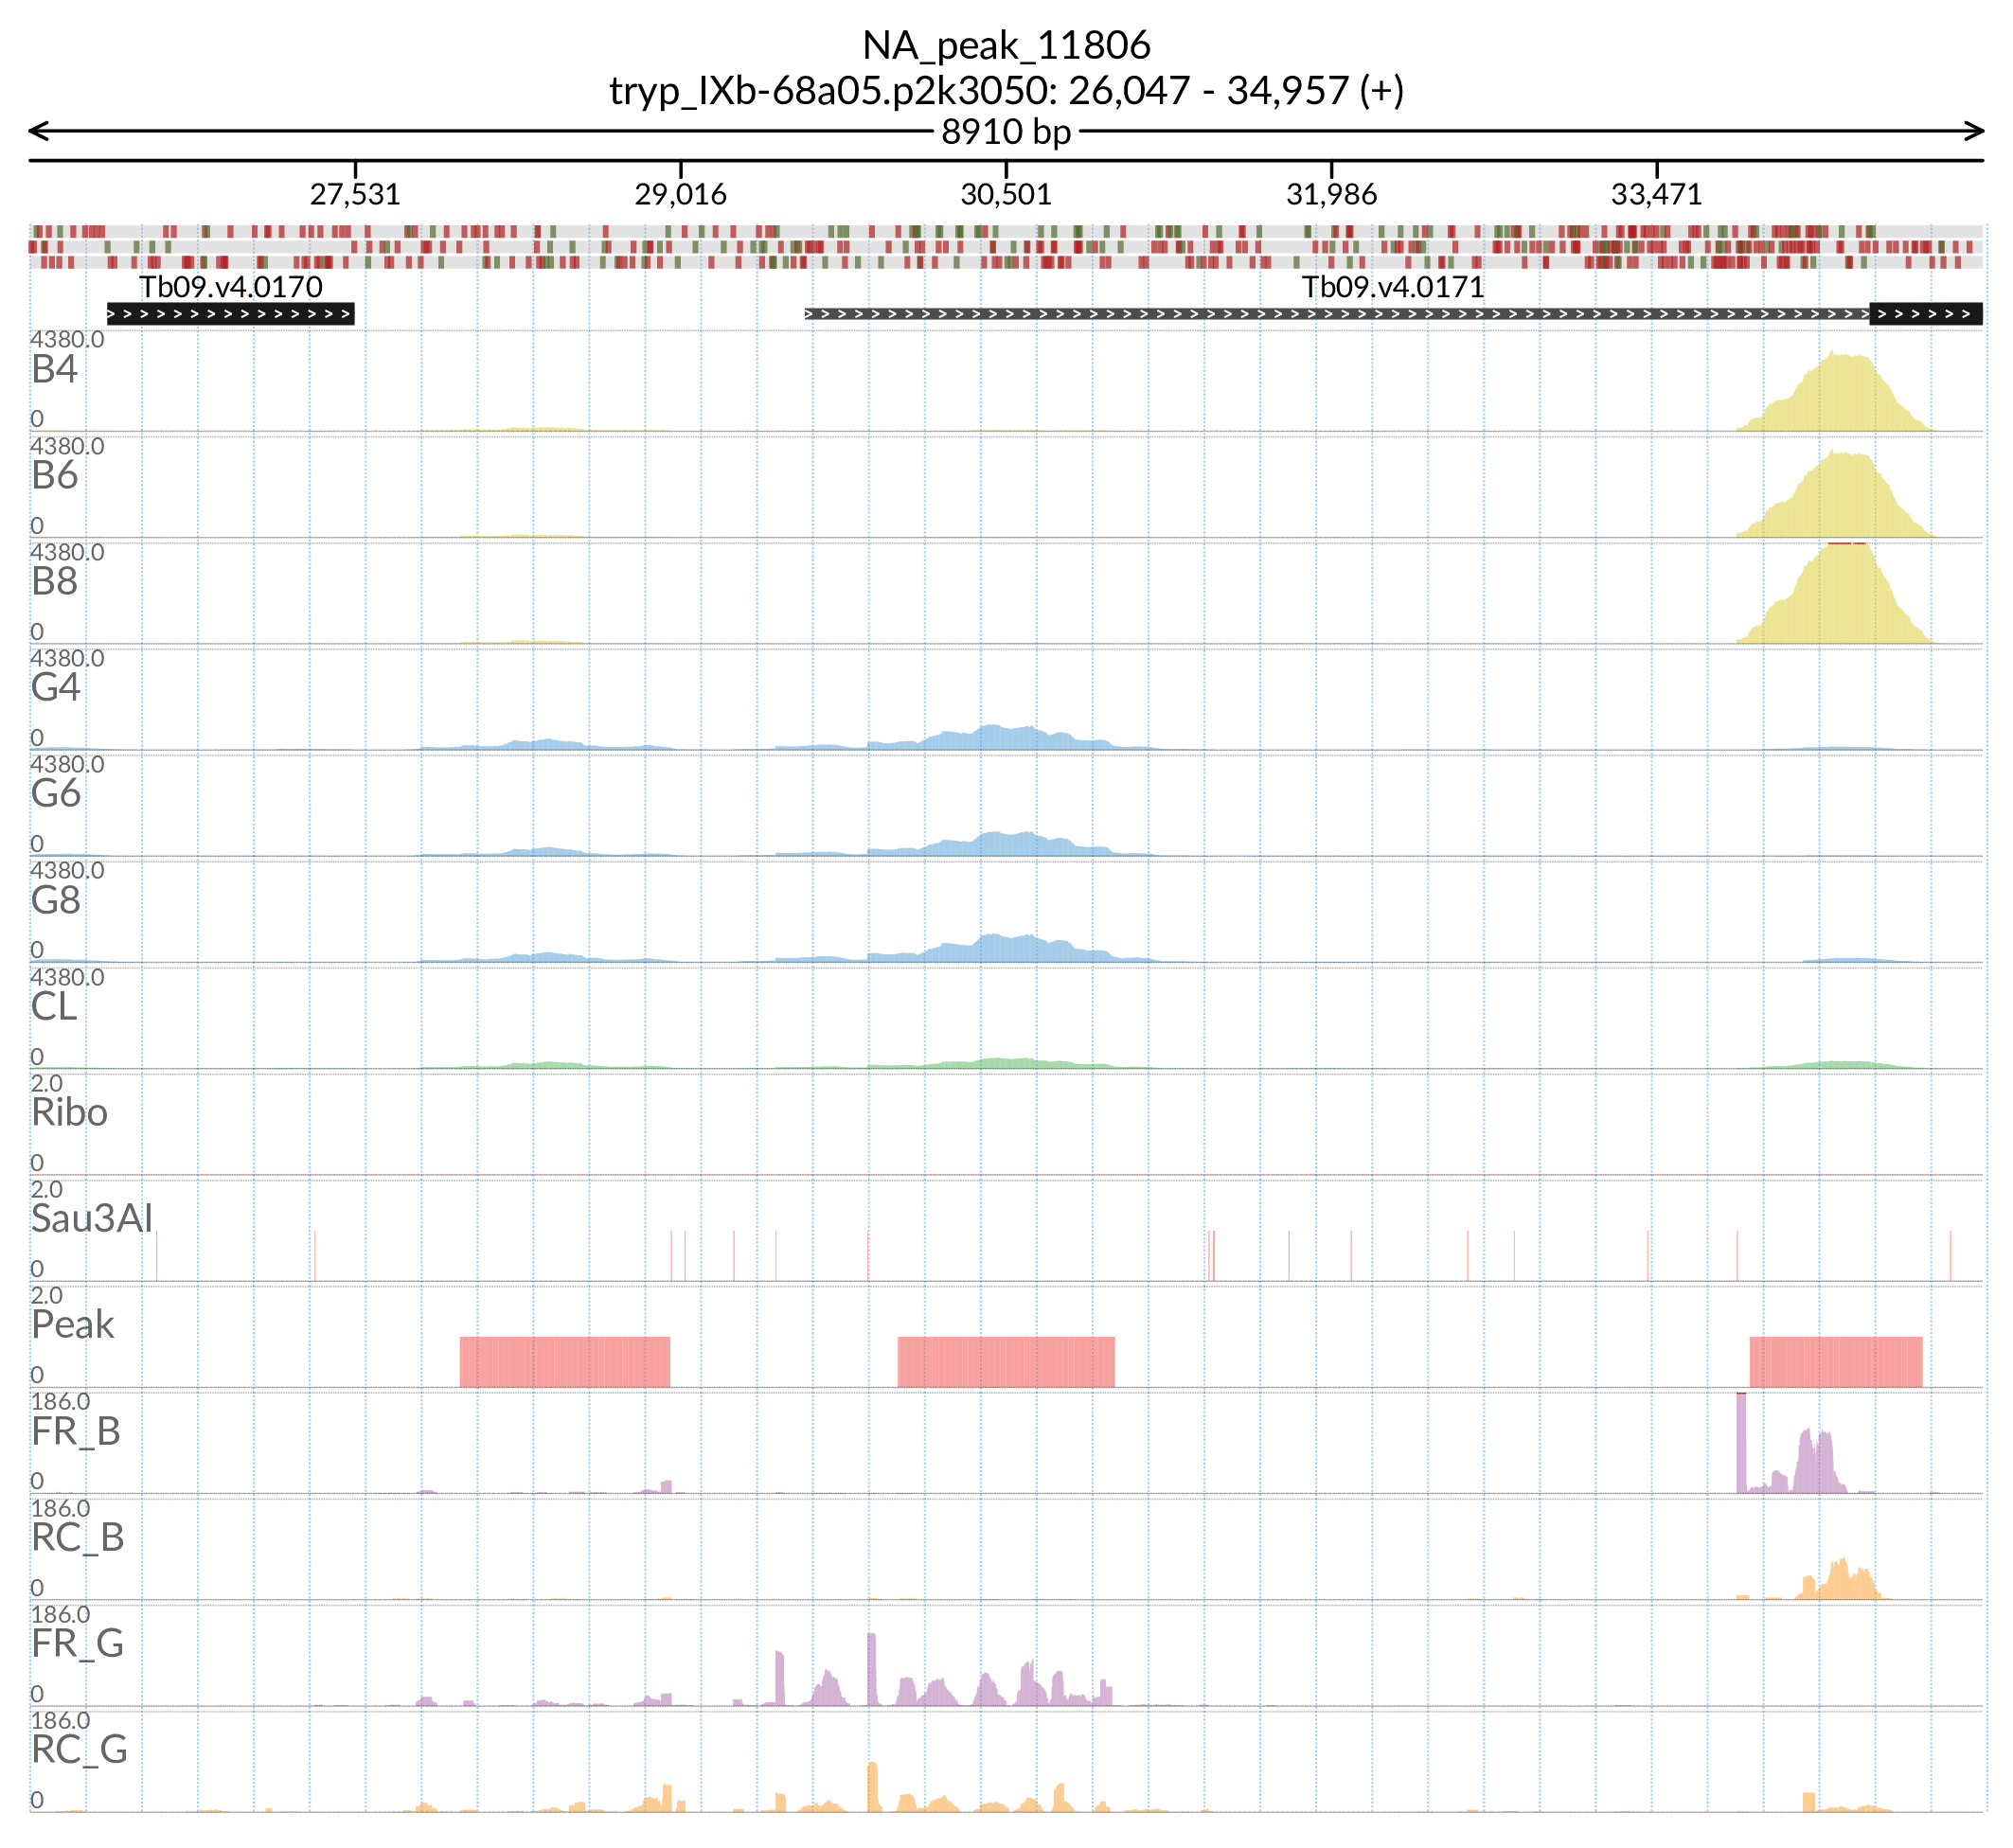 NA_peak_11806
tryp_IXb-68a05.p2k3050: 26,047 - 34,957 (+)
8910 bp
27,531 29,016 30,501 31,986 33,471
Tb09.v4.0170 Tb09.v4.0171
4380.0
B4
0
4380.0
B6
0
4380.0
B8
0
4380.0
G4
0
4380.0
G6
0
4380.0
G8
0
4380.0
CL
0
2.0
Ribo
0
2.0
Sau3AI
0
2.0
Peak
0
186.0
FR_B
0
186.0
RC_B
0
186.0
FR_G
0
186.0
RC_G
0